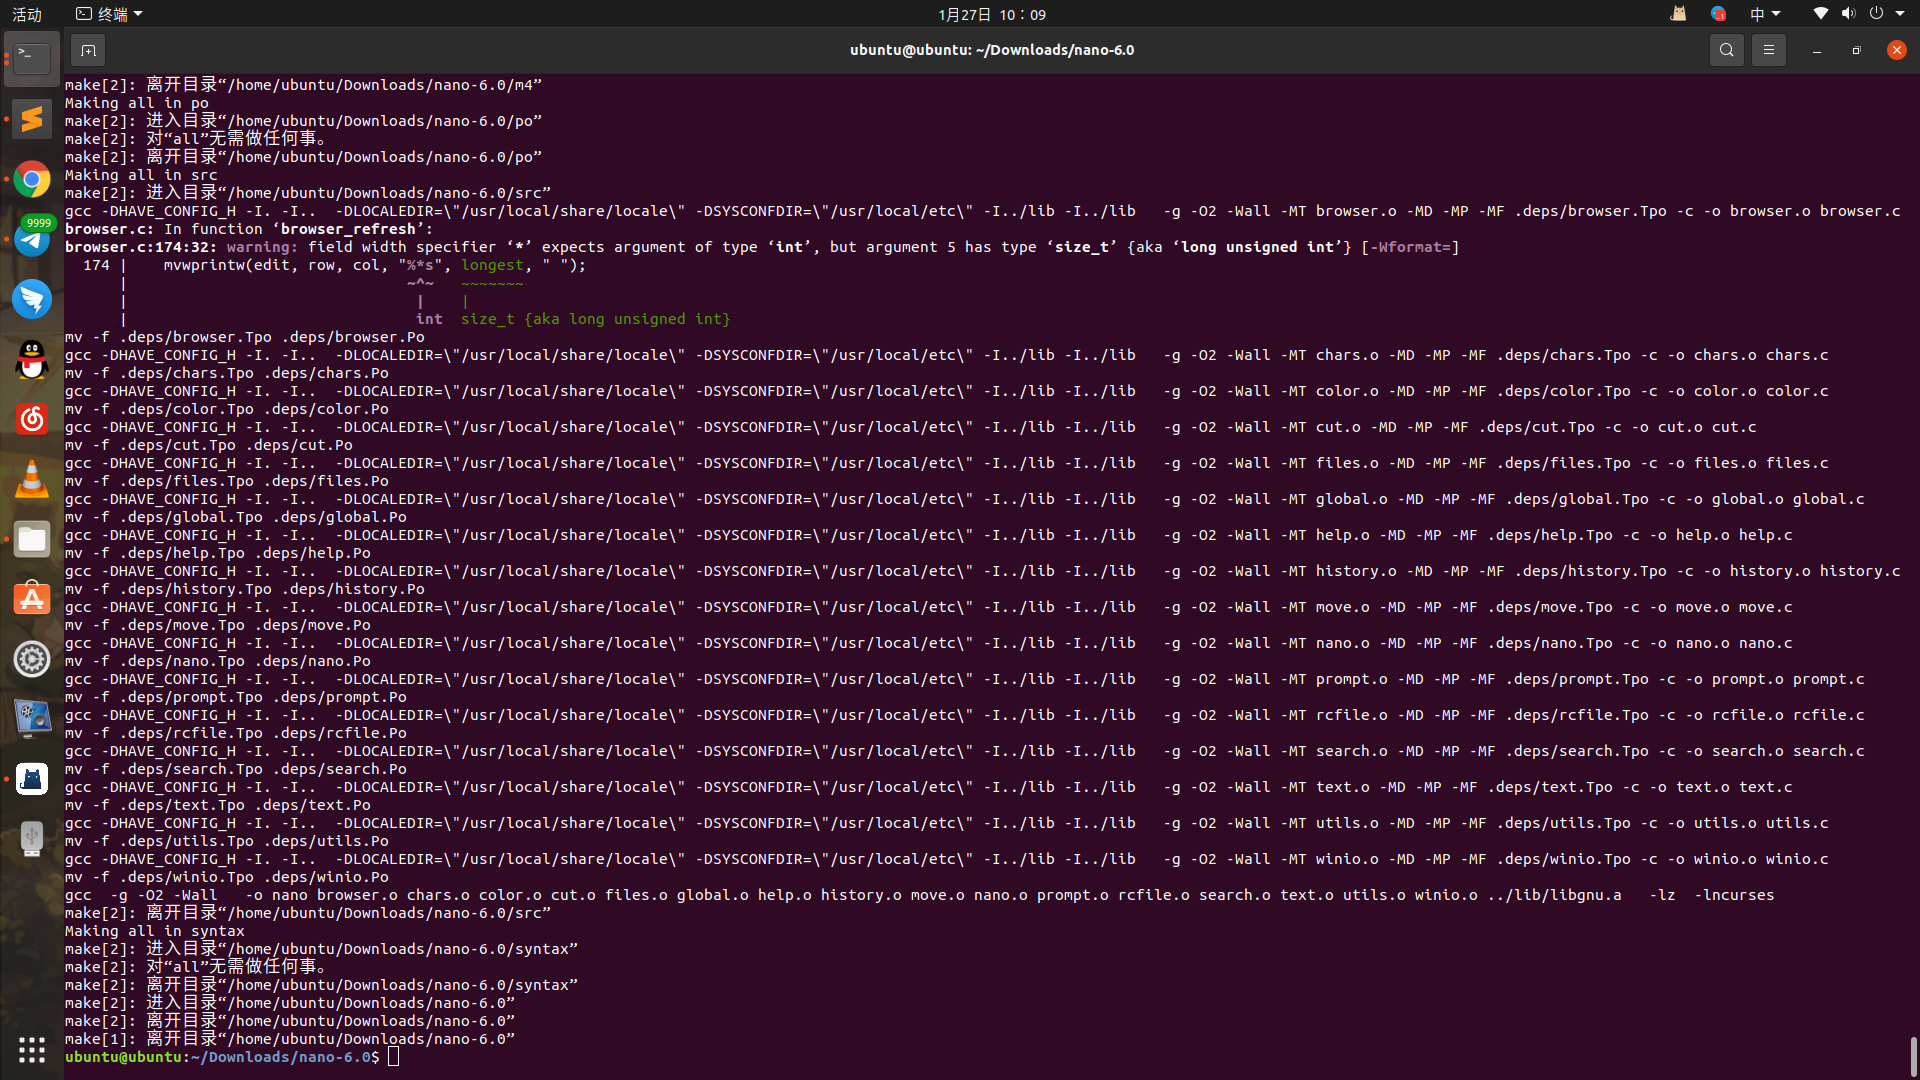 活动
终端
1月27日 10：09
中
ubuntu@ubuntu: ~/Downloads/nano-6.0
9999
make[2]: 离开目录“/home/ubuntu/Downloads/nano-6.0/m4”
Making all in po
make[2]: 进入目录“/home/ubuntu/Downloads/nano-6.0/po”
make[2]: 对“all”无需做任何事。
make[2]: 离开目录“/home/ubuntu/Downloads/nano-6.0/po”
Making all in src
make[2]: 进入目录“/home/ubuntu/Downloads/nano-6.0/src”
gcc -DHAVE_CONFIG_H -I. -I..  -DLOCALEDIR=\"/usr/local/share/locale\" -DSYSCONFDIR=\"/usr/local/etc\" -I../lib -I../lib   -g -O2 -Wall -MT browser.o -MD -MP -MF .deps/browser.Tpo -c -o browser.o browser.c
browser.c: In function ‘browser_refresh’:
browser.c:174:32: warning: field width specifier ‘*’ expects argument of type ‘int’, but argument 5 has type ‘size_t’ {aka ‘long unsigned int’} [-Wformat=]
  174 |    mvwprintw(edit, row, col, "%*s", longest, " ");
      |                               ~^~   ~~~~~~~
      |                                |    |
      |                                int  size_t {aka long unsigned int}
mv -f .deps/browser.Tpo .deps/browser.Po
gcc -DHAVE_CONFIG_H -I. -I..  -DLOCALEDIR=\"/usr/local/share/locale\" -DSYSCONFDIR=\"/usr/local/etc\" -I../lib -I../lib   -g -O2 -Wall -MT chars.o -MD -MP -MF .deps/chars.Tpo -c -o chars.o chars.c
mv -f .deps/chars.Tpo .deps/chars.Po
gcc -DHAVE_CONFIG_H -I. -I..  -DLOCALEDIR=\"/usr/local/share/locale\" -DSYSCONFDIR=\"/usr/local/etc\" -I../lib -I../lib   -g -O2 -Wall -MT color.o -MD -MP -MF .deps/color.Tpo -c -o color.o color.c
mv -f .deps/color.Tpo .deps/color.Po
gcc -DHAVE_CONFIG_H -I. -I..  -DLOCALEDIR=\"/usr/local/share/locale\" -DSYSCONFDIR=\"/usr/local/etc\" -I../lib -I../lib   -g -O2 -Wall -MT cut.o -MD -MP -MF .deps/cut.Tpo -c -o cut.o cut.c
mv -f .deps/cut.Tpo .deps/cut.Po
gcc -DHAVE_CONFIG_H -I. -I..  -DLOCALEDIR=\"/usr/local/share/locale\" -DSYSCONFDIR=\"/usr/local/etc\" -I../lib -I../lib   -g -O2 -Wall -MT files.o -MD -MP -MF .deps/files.Tpo -c -o files.o files.c
mv -f .deps/files.Tpo .deps/files.Po
gcc -DHAVE_CONFIG_H -I. -I..  -DLOCALEDIR=\"/usr/local/share/locale\" -DSYSCONFDIR=\"/usr/local/etc\" -I../lib -I../lib   -g -O2 -Wall -MT global.o -MD -MP -MF .deps/global.Tpo -c -o global.o global.c
mv -f .deps/global.Tpo .deps/global.Po
gcc -DHAVE_CONFIG_H -I. -I..  -DLOCALEDIR=\"/usr/local/share/locale\" -DSYSCONFDIR=\"/usr/local/etc\" -I../lib -I../lib   -g -O2 -Wall -MT help.o -MD -MP -MF .deps/help.Tpo -c -o help.o help.c
mv -f .deps/help.Tpo .deps/help.Po
gcc -DHAVE_CONFIG_H -I. -I..  -DLOCALEDIR=\"/usr/local/share/locale\" -DSYSCONFDIR=\"/usr/local/etc\" -I../lib -I../lib   -g -O2 -Wall -MT history.o -MD -MP -MF .deps/history.Tpo -c -o history.o history.c
mv -f .deps/history.Tpo .deps/history.Po
gcc -DHAVE_CONFIG_H -I. -I..  -DLOCALEDIR=\"/usr/local/share/locale\" -DSYSCONFDIR=\"/usr/local/etc\" -I../lib -I../lib   -g -O2 -Wall -MT move.o -MD -MP -MF .deps/move.Tpo -c -o move.o move.c
mv -f .deps/move.Tpo .deps/move.Po
gcc -DHAVE_CONFIG_H -I. -I..  -DLOCALEDIR=\"/usr/local/share/locale\" -DSYSCONFDIR=\"/usr/local/etc\" -I../lib -I../lib   -g -O2 -Wall -MT nano.o -MD -MP -MF .deps/nano.Tpo -c -o nano.o nano.c
mv -f .deps/nano.Tpo .deps/nano.Po
gcc -DHAVE_CONFIG_H -I. -I..  -DLOCALEDIR=\"/usr/local/share/locale\" -DSYSCONFDIR=\"/usr/local/etc\" -I../lib -I../lib   -g -O2 -Wall -MT prompt.o -MD -MP -MF .deps/prompt.Tpo -c -o prompt.o prompt.c
mv -f .deps/prompt.Tpo .deps/prompt.Po
gcc -DHAVE_CONFIG_H -I. -I..  -DLOCALEDIR=\"/usr/local/share/locale\" -DSYSCONFDIR=\"/usr/local/etc\" -I../lib -I../lib   -g -O2 -Wall -MT rcfile.o -MD -MP -MF .deps/rcfile.Tpo -c -o rcfile.o rcfile.c
mv -f .deps/rcfile.Tpo .deps/rcfile.Po
gcc -DHAVE_CONFIG_H -I. -I..  -DLOCALEDIR=\"/usr/local/share/locale\" -DSYSCONFDIR=\"/usr/local/etc\" -I../lib -I../lib   -g -O2 -Wall -MT search.o -MD -MP -MF .deps/search.Tpo -c -o search.o search.c
mv -f .deps/search.Tpo .deps/search.Po
gcc -DHAVE_CONFIG_H -I. -I..  -DLOCALEDIR=\"/usr/local/share/locale\" -DSYSCONFDIR=\"/usr/local/etc\" -I../lib -I../lib   -g -O2 -Wall -MT text.o -MD -MP -MF .deps/text.Tpo -c -o text.o text.c
mv -f .deps/text.Tpo .deps/text.Po
gcc -DHAVE_CONFIG_H -I. -I..  -DLOCALEDIR=\"/usr/local/share/locale\" -DSYSCONFDIR=\"/usr/local/etc\" -I../lib -I../lib   -g -O2 -Wall -MT utils.o -MD -MP -MF .deps/utils.Tpo -c -o utils.o utils.c
mv -f .deps/utils.Tpo .deps/utils.Po
gcc -DHAVE_CONFIG_H -I. -I..  -DLOCALEDIR=\"/usr/local/share/locale\" -DSYSCONFDIR=\"/usr/local/etc\" -I../lib -I../lib   -g -O2 -Wall -MT winio.o -MD -MP -MF .deps/winio.Tpo -c -o winio.o winio.c
mv -f .deps/winio.Tpo .deps/winio.Po
gcc  -g -O2 -Wall   -o nano browser.o chars.o color.o cut.o files.o global.o help.o history.o move.o nano.o prompt.o rcfile.o search.o text.o utils.o winio.o ../lib/libgnu.a   -lz  -lncurses
make[2]: 离开目录“/home/ubuntu/Downloads/nano-6.0/src”
Making all in syntax
make[2]: 进入目录“/home/ubuntu/Downloads/nano-6.0/syntax”
make[2]: 对“all”无需做任何事。
make[2]: 离开目录“/home/ubuntu/Downloads/nano-6.0/syntax”
make[2]: 进入目录“/home/ubuntu/Downloads/nano-6.0”
make[2]: 离开目录“/home/ubuntu/Downloads/nano-6.0”
make[1]: 离开目录“/home/ubuntu/Downloads/nano-6.0”
ubuntu@ubuntu:~/Downloads/nano-6.0$